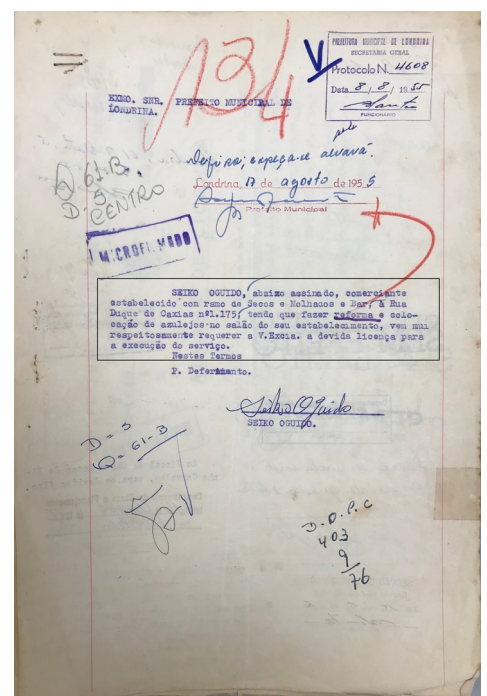 134
V
PREFEITURA MUNICIPAL DE LONDRINA
SECRETARIA GERAL
Protocolo N. 4608
Data 8 / 8 / 1955
FUNCIONÁRIO
EXMO. SNR. PREFEITO MUNICIPAL DE
LONDRINA.
Defiro; expeça-se alvará.
Londrina, 17 de agosto de 1955
Prefeito Municipal
Q 61-B
D 5
CENTRO
MICROFILMADO
SEIKO OGUIDO, abaixo assinado, comerciante
estabelecido com ramo de Secos e Molhados e Bar, à Rua
Duque de Caxias nº1.175, tendo que fazer reforma e colo-
cação de azulejos no salão do seu estabelecimento, vem mui
respeitosamente requerer a V.Excia. a devida licença para
a execução do serviço.
Nestes Termos
P. Deferimento.
Seiko Oguido
SEIKO OGUIDO.
D = 5
Q = 61-B
D.O.P.C
403
9/76